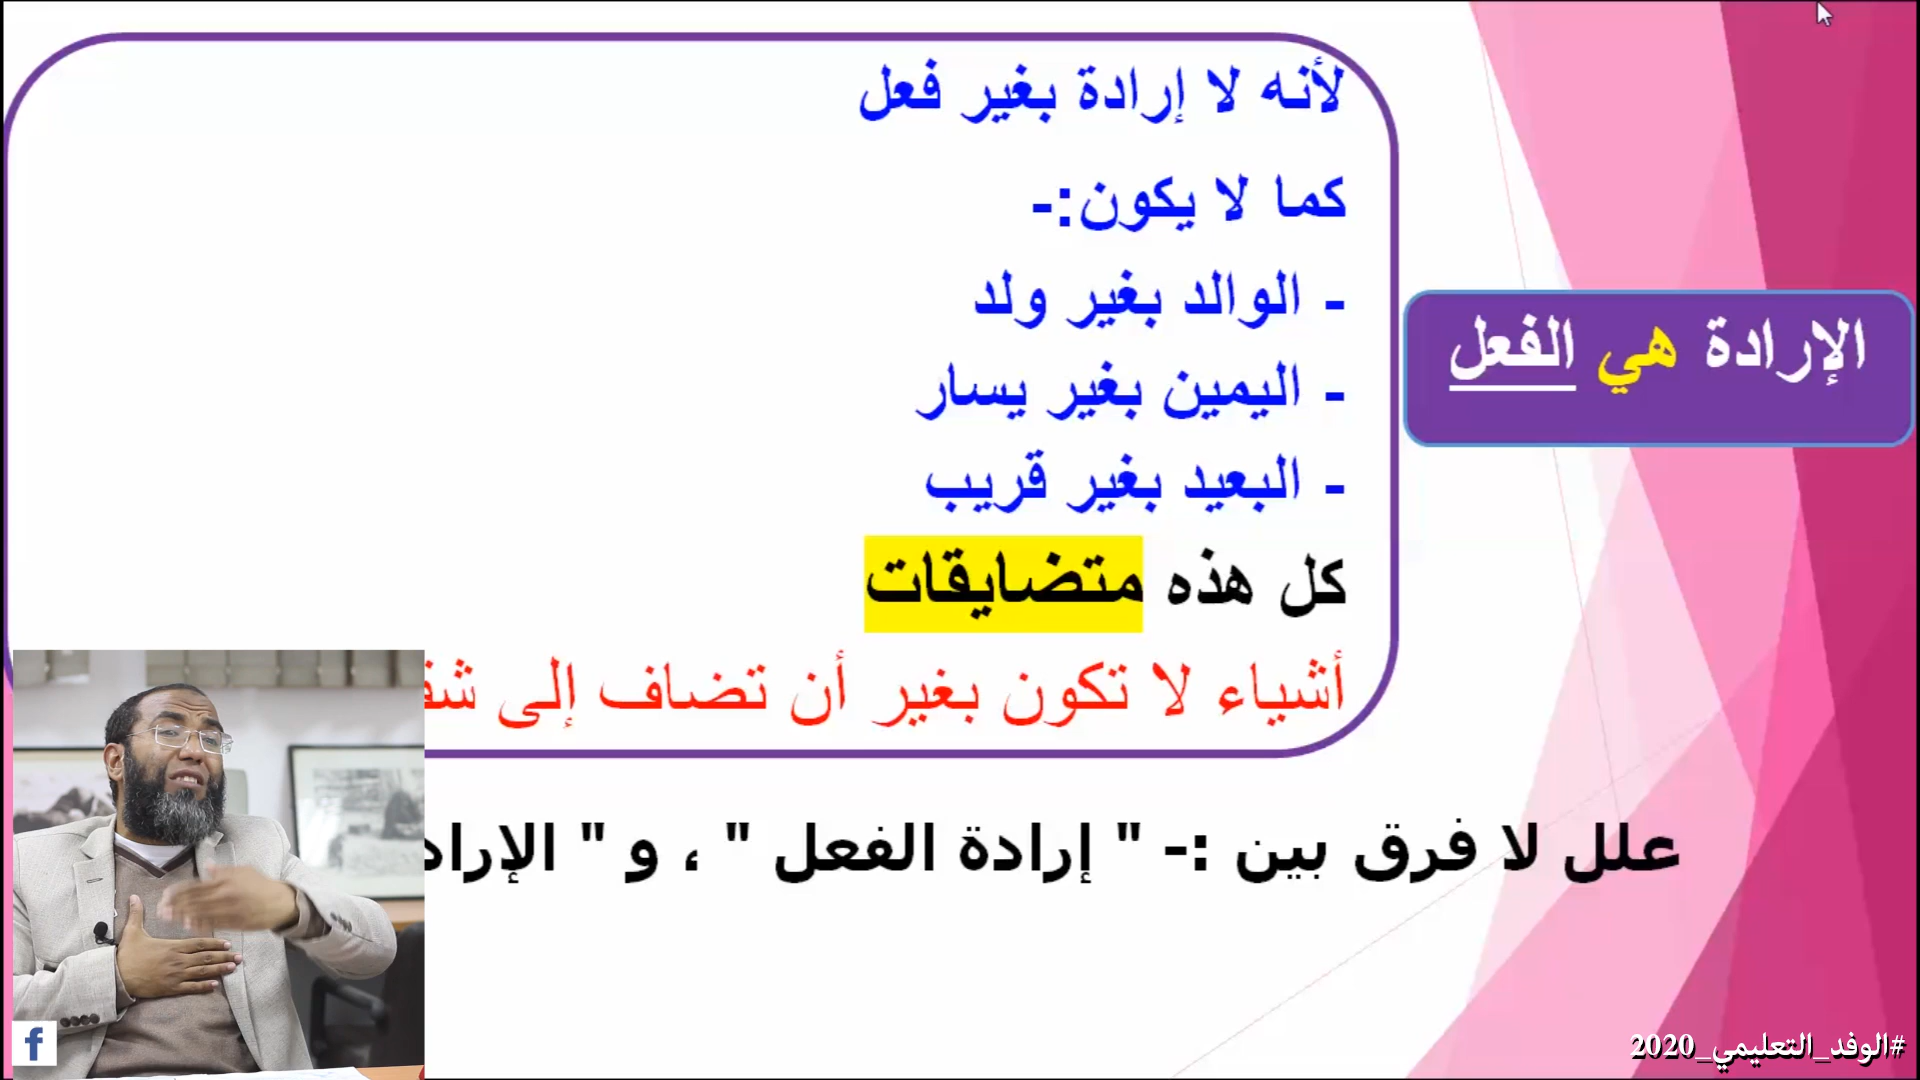 الإرادة هي الفعل
لأنه لا إرادة بغير فعل
كما لا يكون:-
- الوالد بغير ولد
- اليمين بغير يسار
- البعيد بغير قريب
كل هذه متضايقات
أشياء لا تكون بغير أن تضاف إلى
علل لا فرق بين :- " إرادة الفعل " ، و "
#الوفد_التعليمي_2020
f